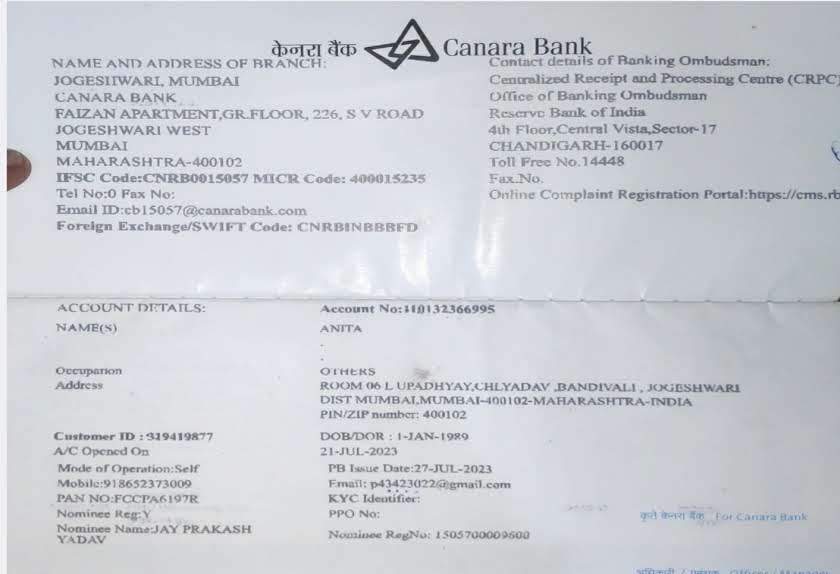 केनरा बैंक Canara Bank
NAME AND ADDRESS OF BRANCH:
JOGESHWARI, MUMBAI
CANARA BANK
FAIZAN APARTMENT,GR.FLOOR, 226, S V ROAD
JOGESHWARI WEST
MUMBAI
MAHARASHTRA-400102
IFSC Code:CNRB0015057 MICR Code: 400015235
Tel No:0 Fax No:
Email ID:cb15057@canarabank.com
Foreign Exchange/SWIFT Code: CNRBINBBBFD
Contact details of Banking Ombudsman:
Centralized Receipt and Processing Centre (CRPC)
Office of Banking Ombudsman
Reserve Bank of India
4th Floor,Central Vista,Sector-17
CHANDIGARH-160017
Toll Free No.14448
Fax.No.
Online Complaint Registration Portal:https://cms.rb
ACCOUNT DETAILS: Account No:110132366995
NAME(S) ANITA
.
.
Occupation OTHERS
Address ROOM 06 L UPADHYAY,CHLYADAV ,BANDIVALI , JOGESHWARI
DIST MUMBAI,MUMBAI-400102-MAHARASHTRA-INDIA
PIN/ZIP number: 400102
Customer ID : 319419877 DOB/DOR : 1-JAN-1989
A/C Opened On 21-JUL-2023
Mode of Operation:Self PB Issue Date:27-JUL-2023
Mobile:918652373009 Email: p43423022@gmail.com
PAN NO:FCCPA6197R KYC Identifier:
Nominee Reg:Y PPO No:
Nominee Name:JAY PRAKASH
YADAV
Nominee RegNo: 1505700009600
कृते केनरा बैंक For Canara Bank